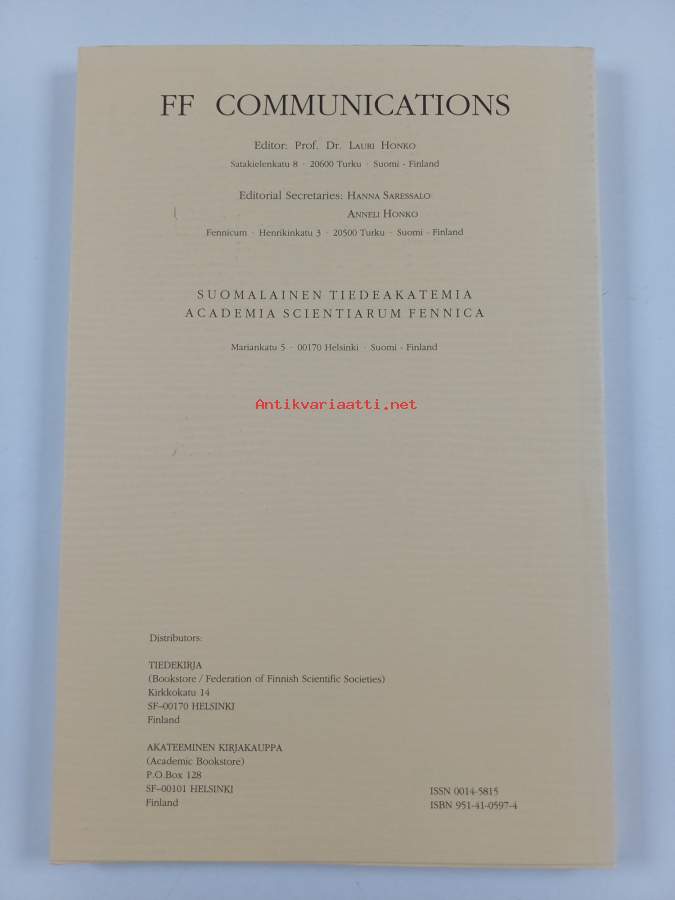 FF COMMUNICATIONS
Editor: Prof. Dr. LAURI HONKO
Satakielenkatu 8 · 20600 Turku · Suomi - Finland
Editorial Secretaries: HANNA SARESSALO
ANNELI HONKO
Fennicum · Henrikinkatu 3 · 20500 Turku · Suomi - Finland
SUOMALAINEN TIEDEAKATEMIA
ACADEMIA SCIENTIARUM FENNICA
Mariankatu 5 · 00170 Helsinki · Suomi - Finland
Antikvariaatti.net
Distributors:
TIEDEKIRJA
(Bookstore / Federation of Finnish Scientific Societies)
Kirkkokatu 14
SF-00170 HELSINKI
Finland
AKATEEMINEN KIRJAKAUPPA
(Academic Bookstore)
P.O.Box 128
SF-00101 HELSINKI
Finland
ISSN 0014-5815
ISBN 951-41-0597-4